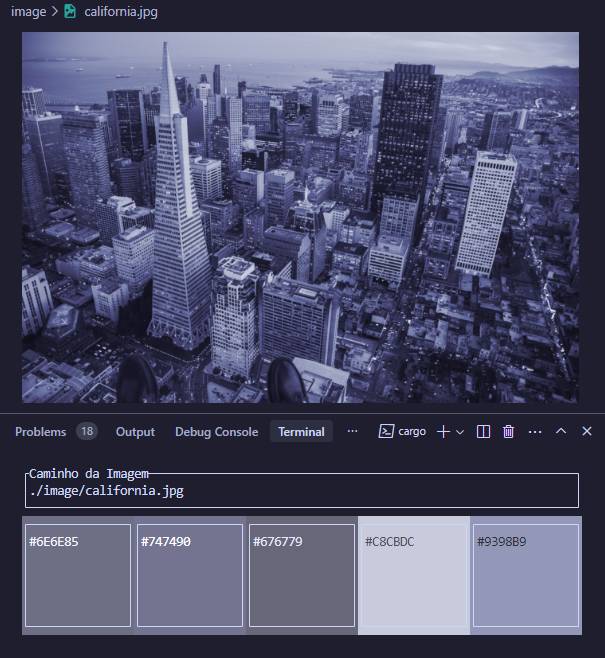 image > california.jpg
Problems 18 Output Debug Console Terminal ... cargo
Caminho da Imagem
./image/california.jpg
#6E6E85 #747490 #676779 #C8CBDC #9398B9